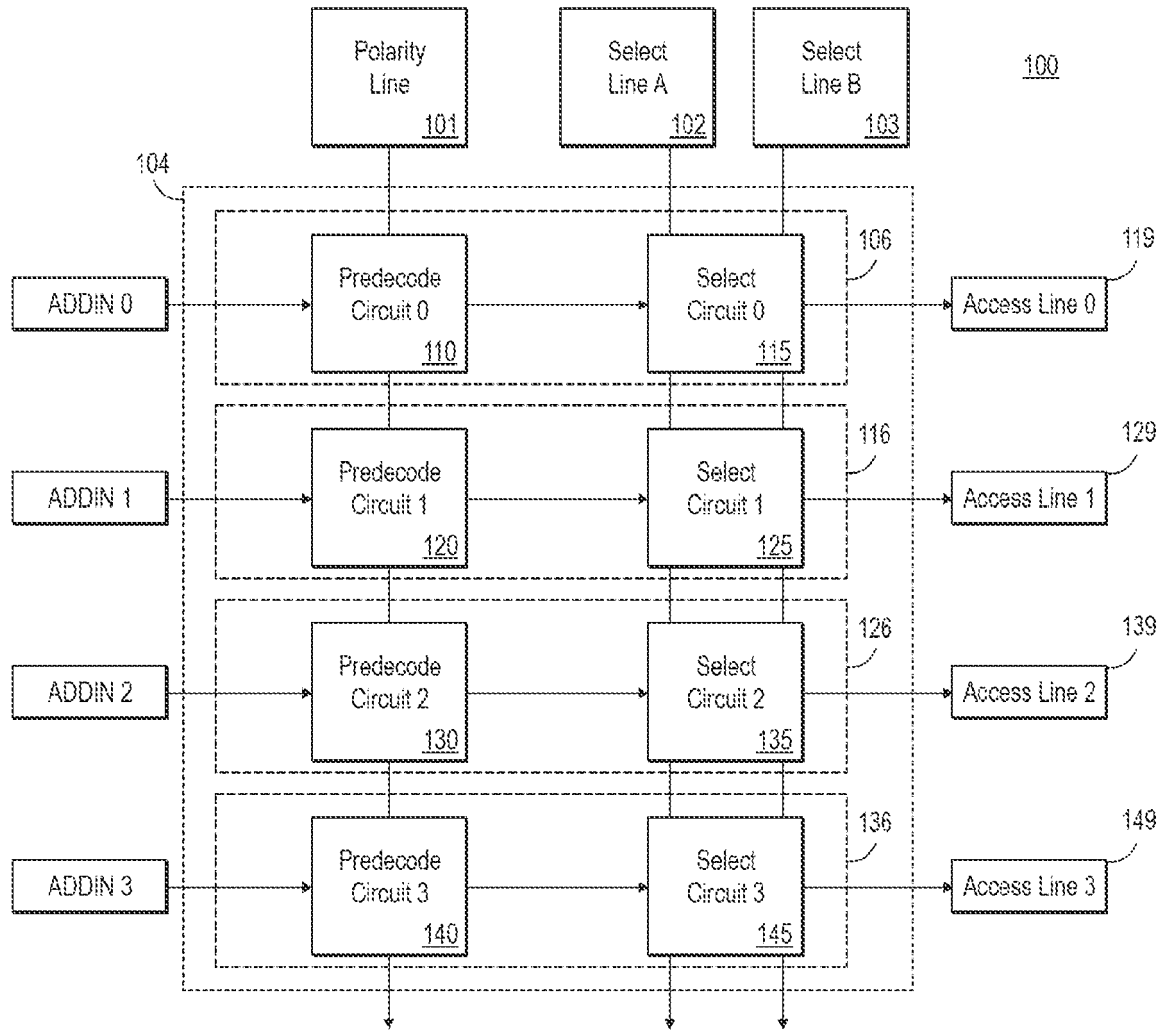 Polarity
Line
101
Select
Line A
102
Select
Line B
103
100
104
106
119
ADDIN 0
Predecode
Circuit 0
110
Select
Circuit 0
115
Access Line 0
116
129
ADDIN 1
Predecode
Circuit 1
120
Select
Circuit 1
125
Access Line 1
126
139
ADDIN 2
Predecode
Circuit 2
130
Select
Circuit 2
135
Access Line 2
136
149
ADDIN 3
Predecode
Circuit 3
140
Select
Circuit 3
145
Access Line 3